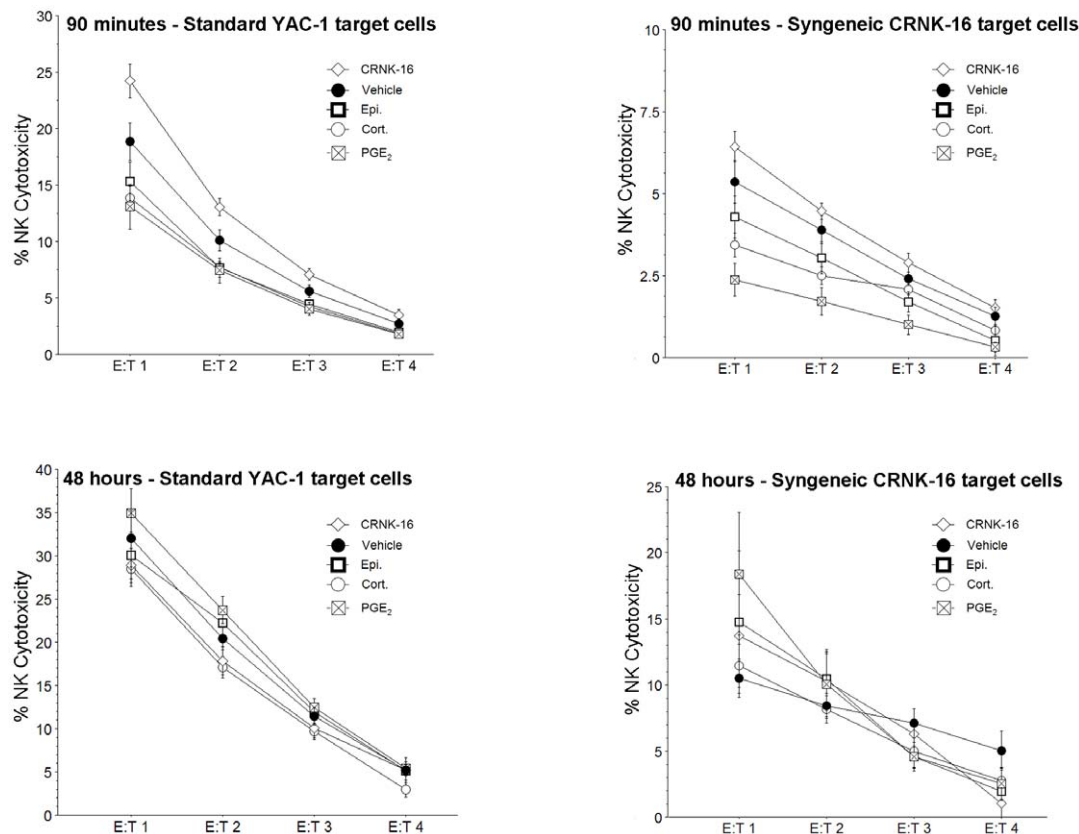 90 minutes - Standard YAC-1 target cells
% NK Cytotoxicity
30
25
20
15
10
5
0
E:T 1 E:T 2 E:T 3 E:T 4
CRNK-16
Vehicle
Epi.
Cort.
PGE2
90 minutes - Syngeneic CRNK-16 target cells
% NK Cytotoxicity
10
7.5
5
2.5
0
E:T 1 E:T 2 E:T 3 E:T 4
CRNK-16
Vehicle
Epi.
Cort.
PGE2
48 hours - Standard YAC-1 target cells
% NK Cytotoxicity
40
35
30
25
20
15
10
5
0
E:T 1 E:T 2 E:T 3 E:T 4
CRNK-16
Vehicle
Epi.
Cort.
PGE2
48 hours - Syngeneic CRNK-16 target cells
% NK Cytotoxicity
25
20
15
10
5
0
E:T 1 E:T 2 E:T 3 E:T 4
CRNK-16
Vehicle
Epi.
Cort.
PGE2